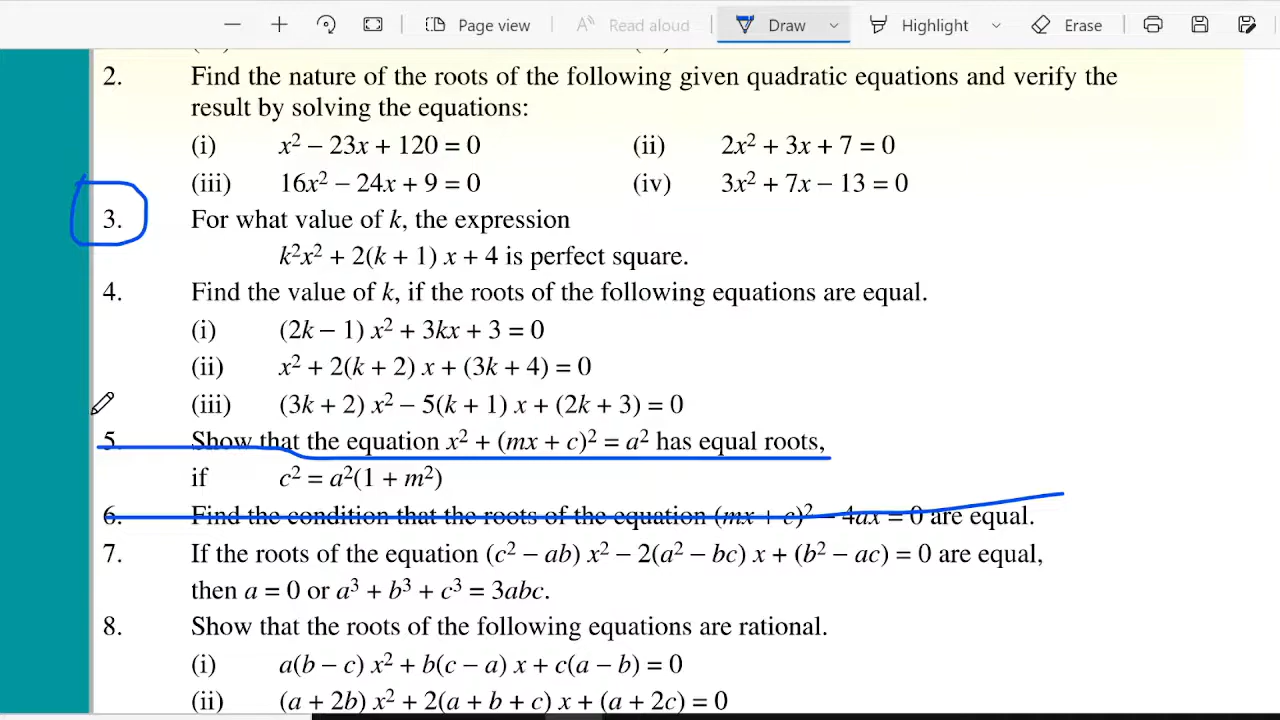 Page view Read aloud Draw Highlight Erase
2. Find the nature of the roots of the following given quadratic equations and verify the
result by solving the equations:
(i) x² − 23x + 120 = 0 (ii) 2x² + 3x + 7 = 0
(iii) 16x² − 24x + 9 = 0 (iv) 3x² + 7x − 13 = 0
3. For what value of k, the expression
k²x² + 2(k + 1) x + 4 is perfect square.
4. Find the value of k, if the roots of the following equations are equal.
(i) (2k − 1) x² + 3kx + 3 = 0
(ii) x² + 2(k + 2) x + (3k + 4) = 0
(iii) (3k + 2) x² − 5(k + 1) x + (2k + 3) = 0
5. Show that the equation x² + (mx + c)² = a² has equal roots,
if c² = a²(1 + m²)
6. Find the condition that the roots of the equation (mx + c)² − 4ax = 0 are equal.
7. If the roots of the equation (c² − ab) x² − 2(a² − bc) x + (b² − ac) = 0 are equal,
then a = 0 or a³ + b³ + c³ = 3abc.
8. Show that the roots of the following equations are rational.
(i) a(b − c) x² + b(c − a) x + c(a − b) = 0
(ii) (a + 2b) x² + 2(a + b + c) x + (a + 2c) = 0